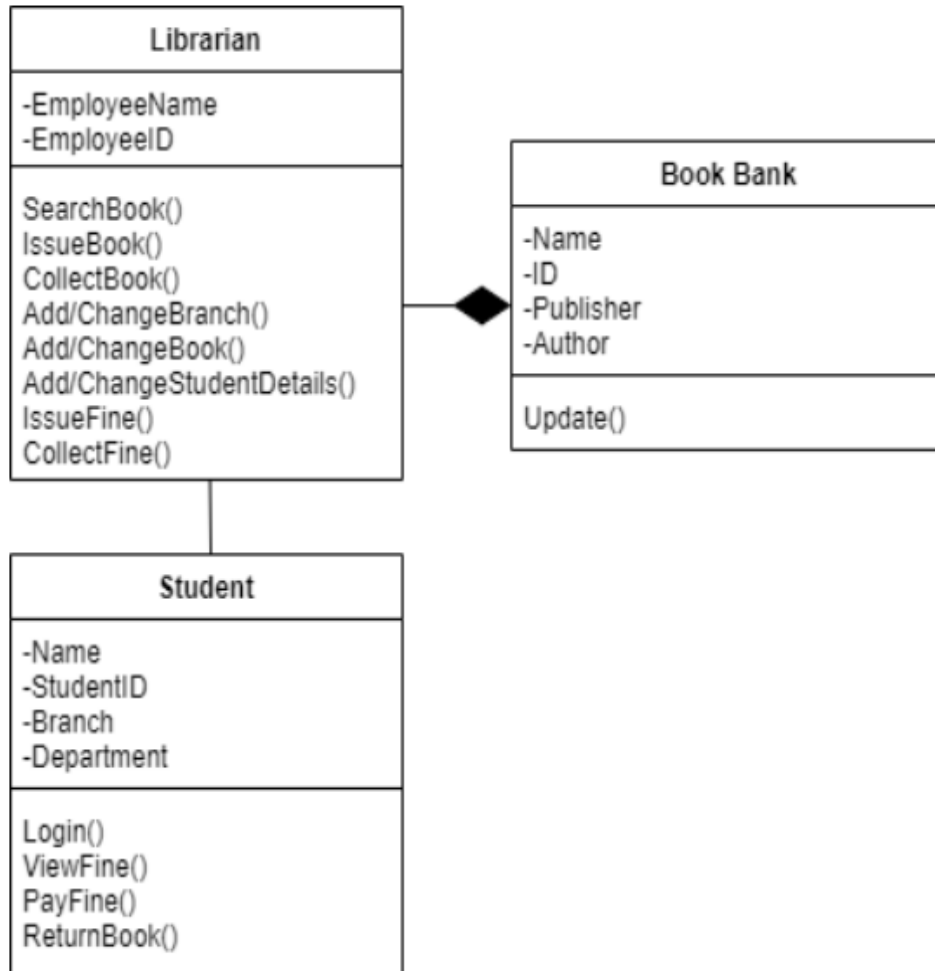 Librarian
-EmployeeName
-EmployeeID
SearchBook()
IssueBook()
CollectBook()
Add/ChangeBranch()
Add/ChangeBook()
Add/ChangeStudentDetails()
IssueFine()
CollectFine()
Book Bank
-Name
-ID
-Publisher
-Author
Update()
Student
-Name
-StudentID
-Branch
-Department
Login()
ViewFine()
PayFine()
ReturnBook()